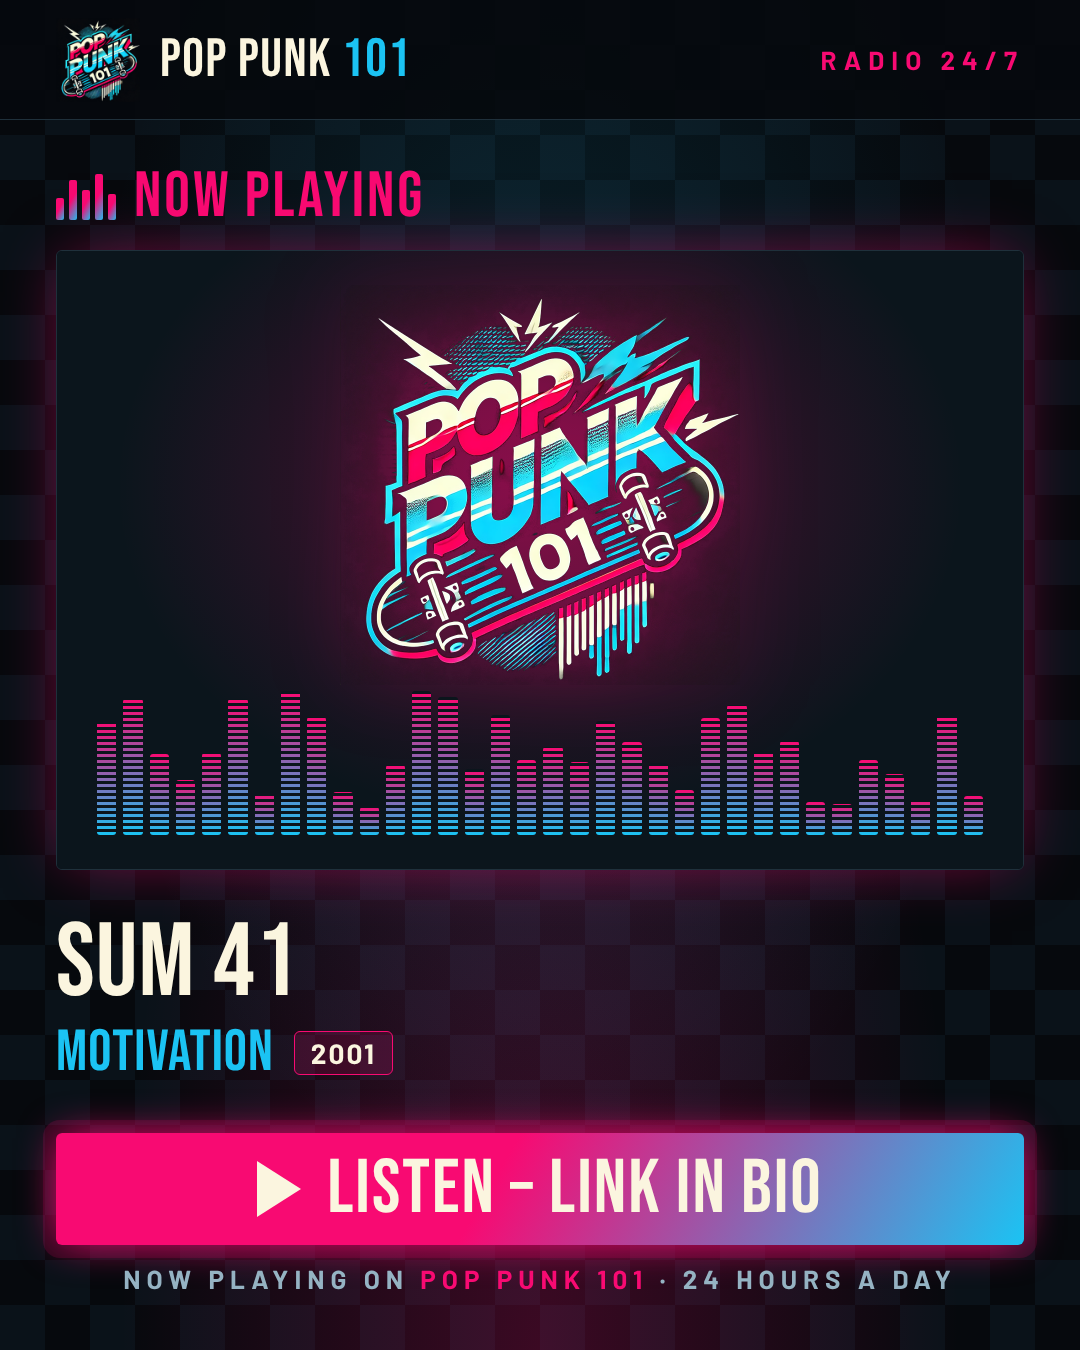 POP PUNK 101
POP PUNK 101
RADIO 24/7
NOW PLAYING
POP
PUNK
101
SUM 41
MOTIVATION 2001
LISTEN – LINK IN BIO
NOW PLAYING ON POP PUNK 101 · 24 HOURS A DAY